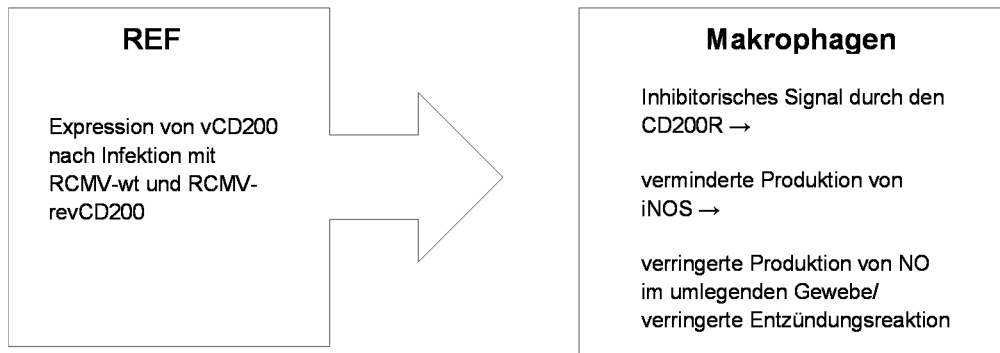 REF
Expression von vCD200
nach Infektion mit
RCMV-wt und RCMV-
revCD200
Makrophagen
Inhibitorisches Signal durch den
CD200R →
verminderte Produktion von
iNOS →
verringerte Produktion von NO
im umlegenden Gewebe/
verringerte Entzündungsreaktion